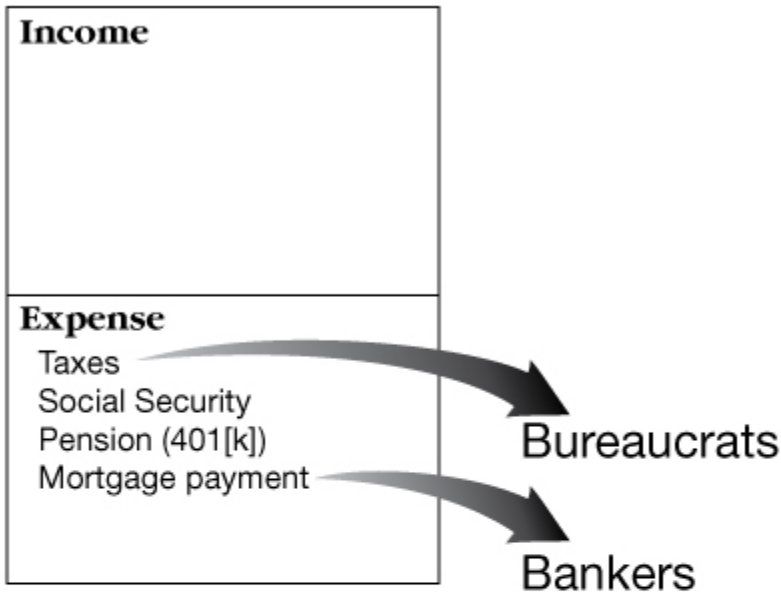 Income
Expense
Taxes
Social Security
Pension (401[k])
Mortgage payment
Bureaucrats
Bankers